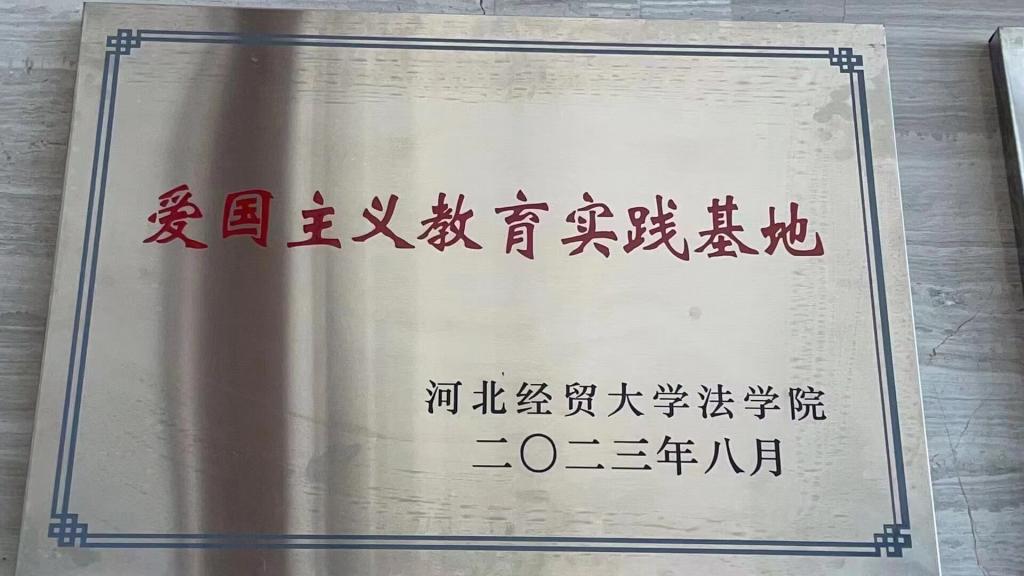 爱国主义教育实践基地
河北经贸大学法学院
二〇二三年八月